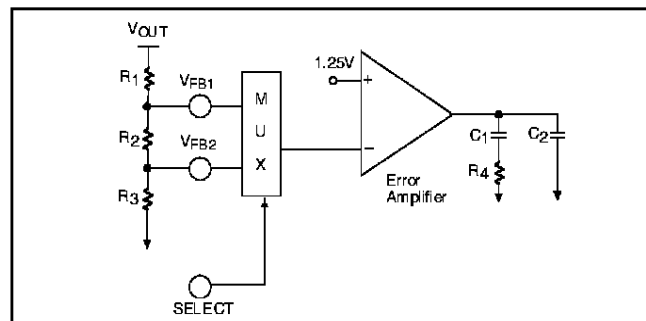 VOUT
R1
VFB1
R2
VFB2
R3
M
U
X
SELECT
1.25V
+
−
Error
Amplifier
C1
R4
C2